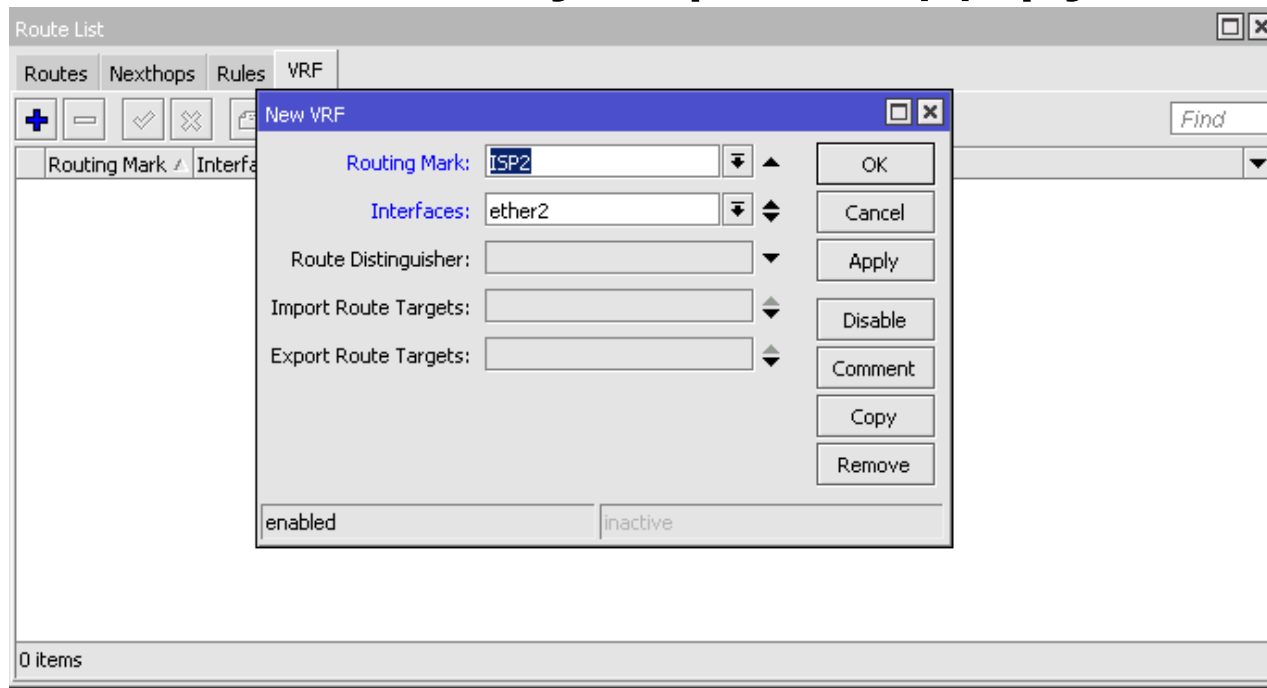 Route List
Routes Nexthops Rules VRF
New VRF
Find
Routing Mark Interfa
Routing Mark: ISP2
OK
Interfaces: ether2
Cancel
Route Distinguisher:
Apply
Import Route Targets:
Disable
Export Route Targets:
Comment
Copy
Remove
enabled inactive
0 items